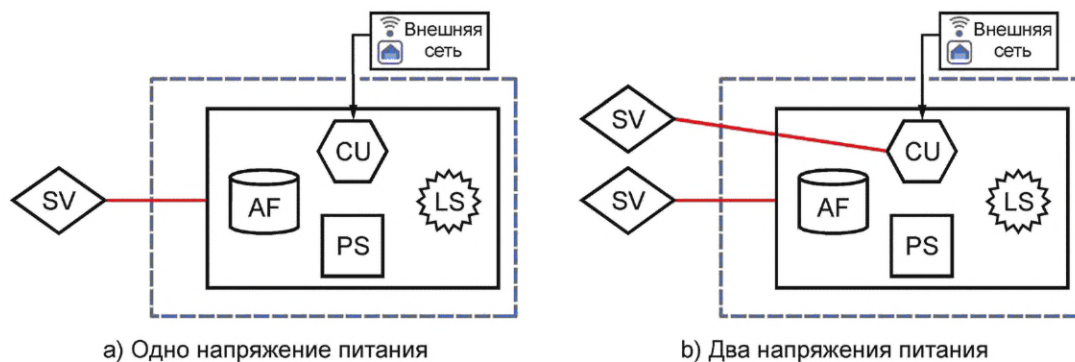 Внешняя
сеть
CU
SV
AF
LS
PS
а) Одно напряжение питания
Внешняя
сеть
SV
CU
SV
AF
LS
PS
b) Два напряжения питания